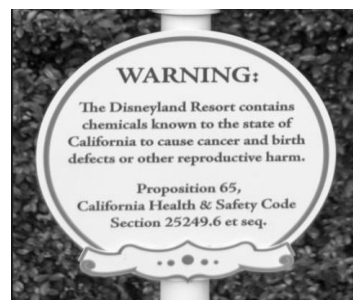 WARNING:
The Disneyland Resort contains
chemicals known to the state of
California to cause cancer and birth
defects or other reproductive harm.
Proposition 65,
California Health & Safety Code
Section 25249.6 et seq.